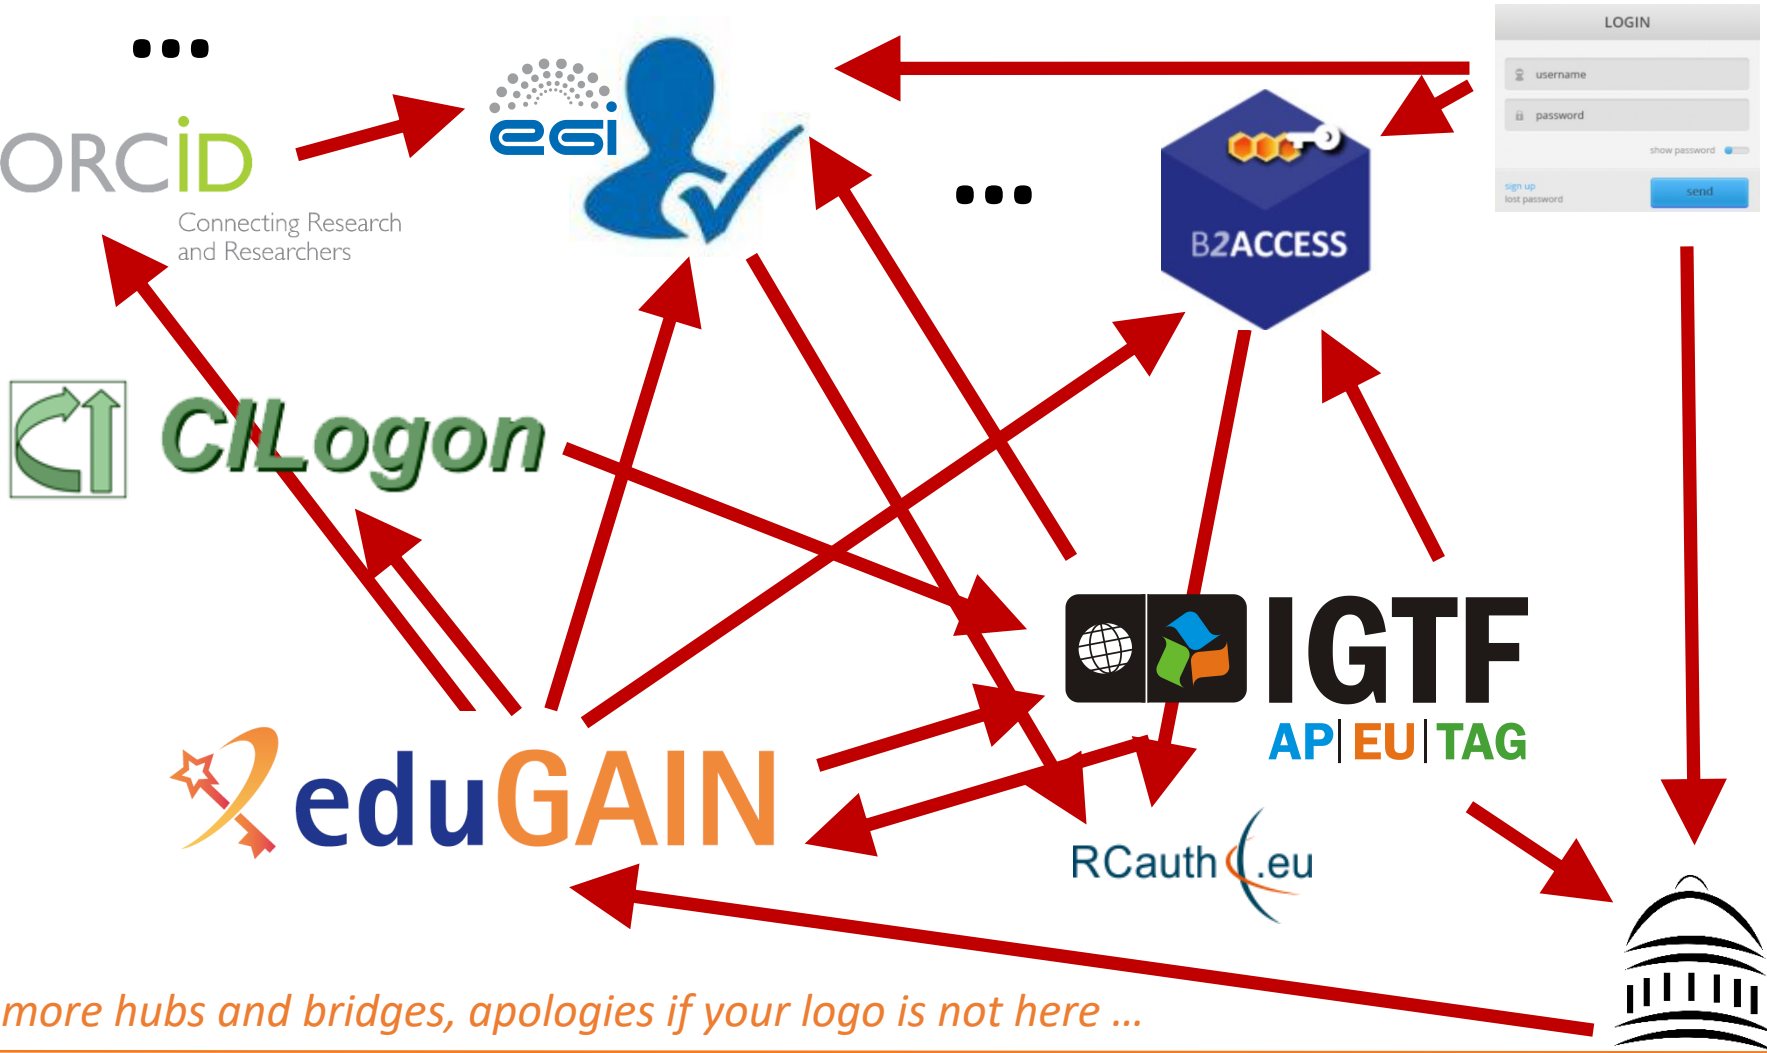 ...
LOGIN
username
password
show password
sign up
lost password
send
ORCiD
Connecting Research
and Researchers
eGI
...
B2ACCESS
CILogon
IGTF
AP|EU|TAG
eduGAIN
RCauth.eu
more hubs and bridges, apologies if your logo is not here ...